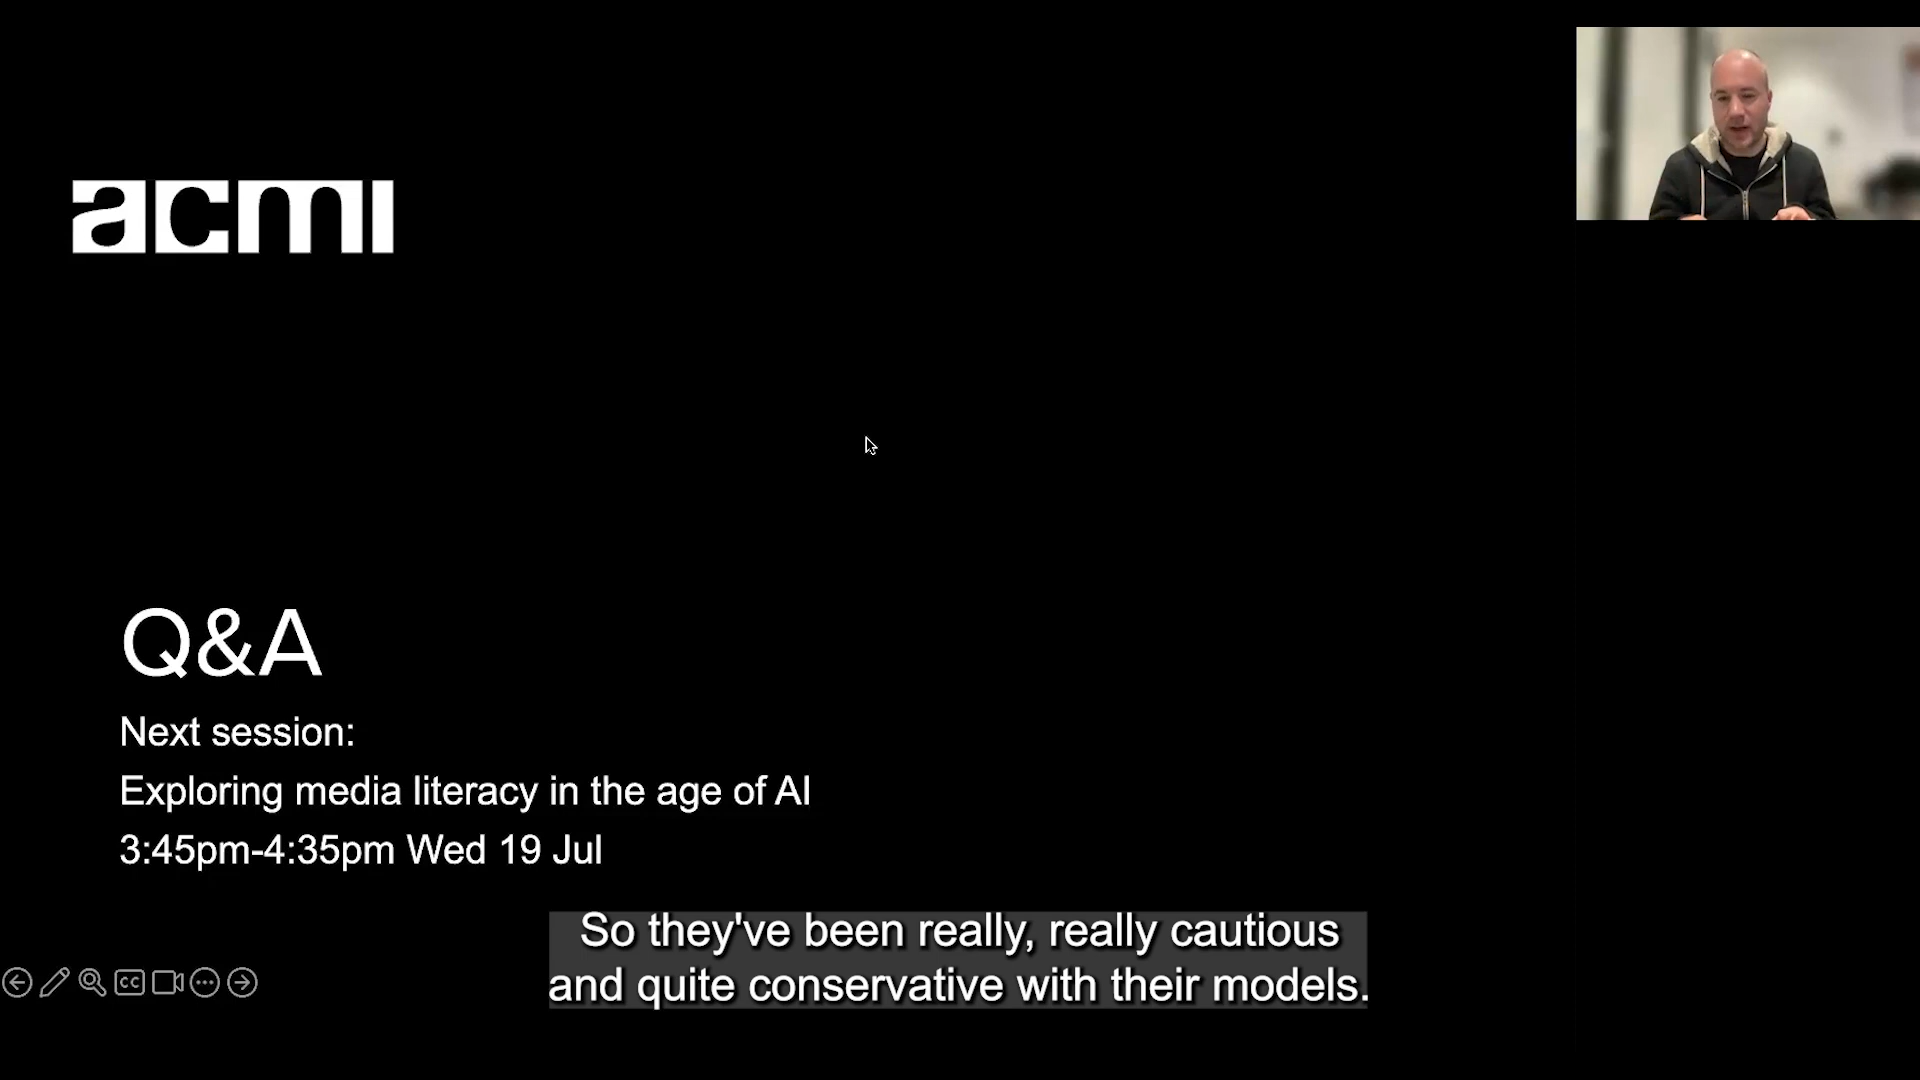 acmi
Q&A
Next session:
Exploring media literacy in the age of AI
3:45pm-4:35pm Wed 19 Jul
So they've been really, really cautious
and quite conservative with their models.
CC